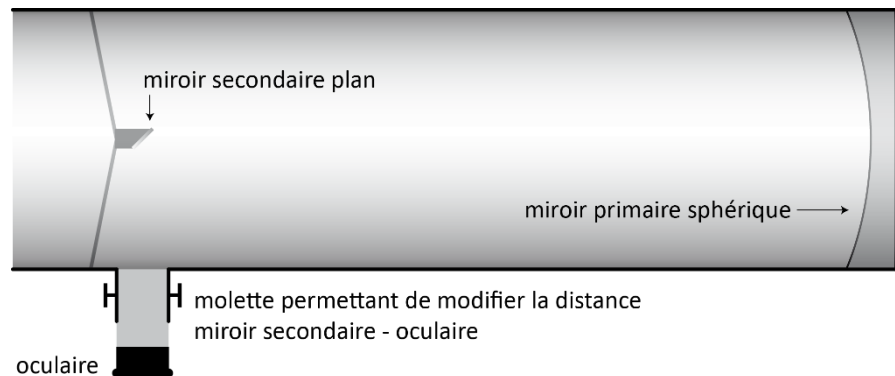 miroir secondaire plan
miroir primaire sphérique
molette permettant de modifier la distance
miroir secondaire - oculaire
oculaire